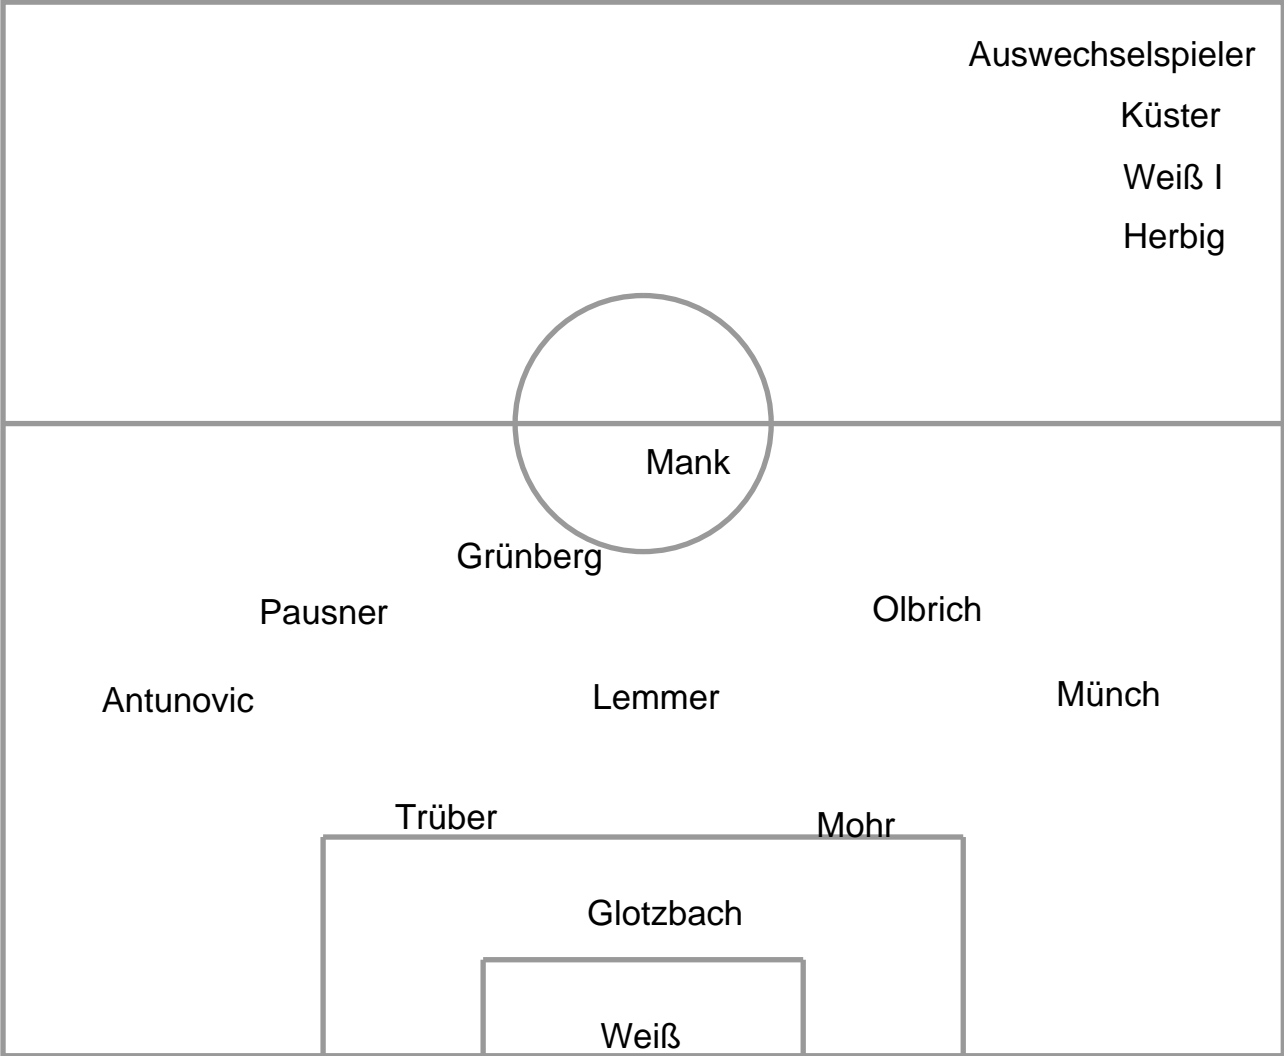 Auswechselspieler
Küster
Weiß I
Herbig
Mank
Grünberg
Pausner
Olbrich
Antunovic
Lemmer
Münch
Trüber
Mohr
Glotzbach
Weiß